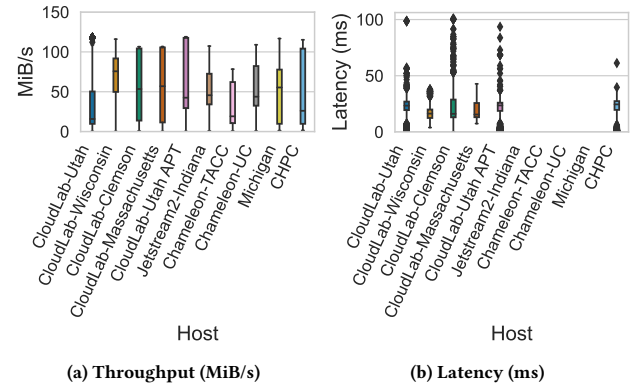 150
100
50
0
MiB/s
CloudLab-Utah
CloudLab-Wisconsin
CloudLab-Clemson
CloudLab-Massachusetts
CloudLab-Utah APT
Jetstream2-Indiana
Chameleon-TACC
Chameleon-UC
Michigan
CHPC
Host
(a) Throughput (MiB/s)
100
50
0
Latency (ms)
CloudLab-Utah
CloudLab-Wisconsin
CloudLab-Clemson
CloudLab-Massachusetts
CloudLab-Utah APT
Jetstream2-Indiana
Chameleon-TACC
Chameleon-UC
Michigan
CHPC
Host
(b) Latency (ms)